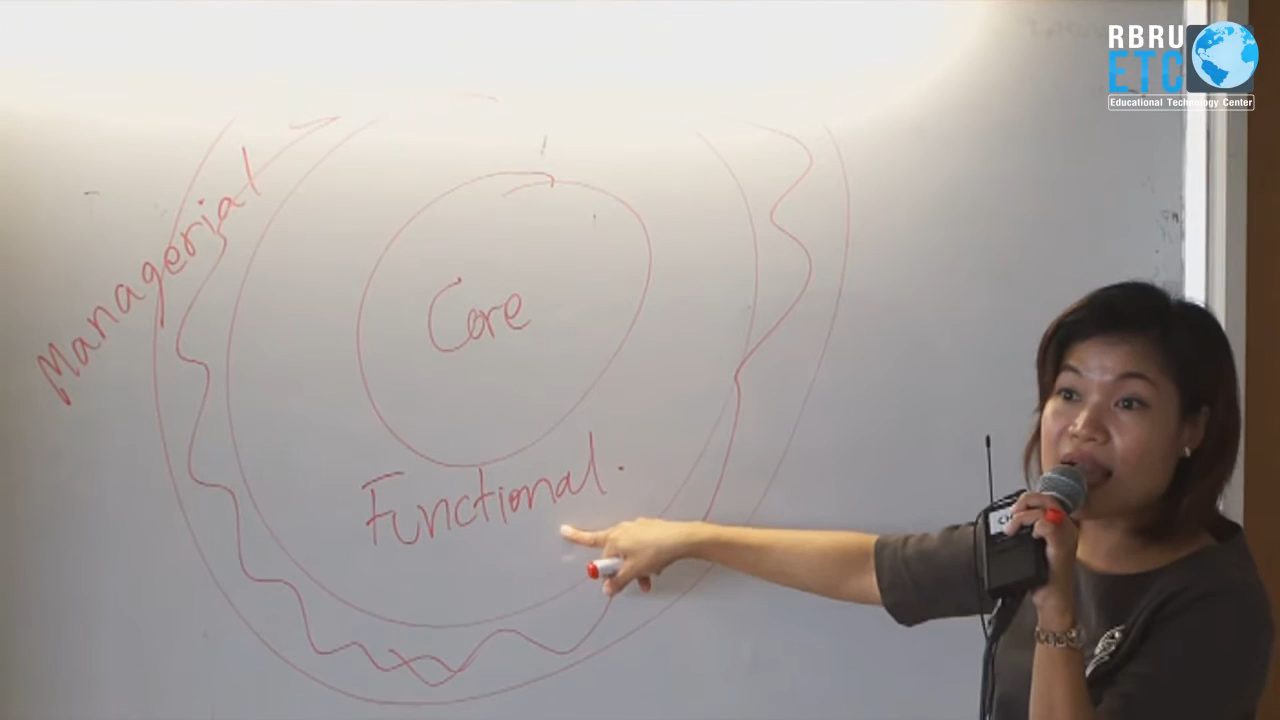 RBRU
ETC
Educational Technology Center
Managerial
Core
Functional.